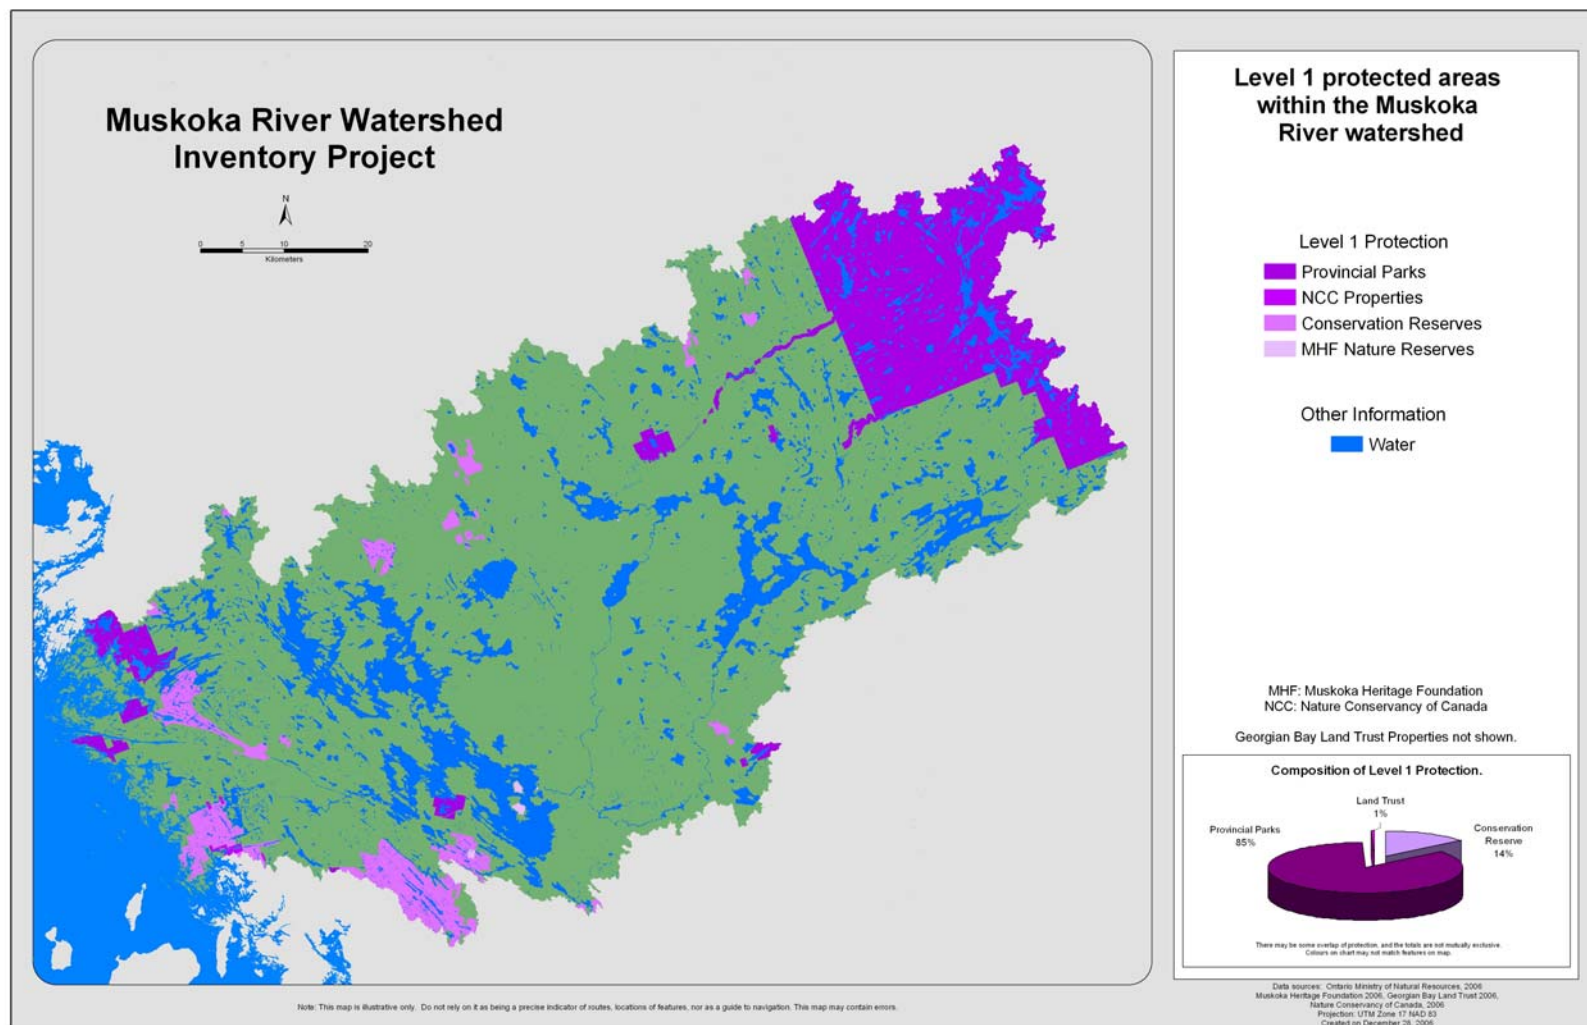 Muskoka River Watershed
Inventory Project
N
0 5 10 20
Kilometers
Level 1 protected areas
within the Muskoka
River watershed
Level 1 Protection
Provincial Parks
NCC Properties
Conservation Reserves
MHF Nature Reserves
Other Information
Water
MHF: Muskoka Heritage Foundation
NCC: Nature Conservancy of Canada
Georgian Bay Land Trust Properties not shown.
Composition of Level 1 Protection.
Land Trust
1%
Provincial Parks
85%
Conservation
Reserve
14%
There may be some overlap of protection, and the totals are not mutually exclusive.
Colours on chart may not match features on map.
Note: This map is illustrative only. Do not rely on it as being a precise indicator of routes, locations of features, nor as a guide to navigation. This map may contain errors.
Data sources: Ontario Ministry of Natural Resources, 2006
Muskoka Heritage Foundation 2006, Georgian Bay Land Trust 2006,
Nature Conservancy of Canada, 2006
Projection: UTM Zone 17 NAD 83
Created on December 28, 2006